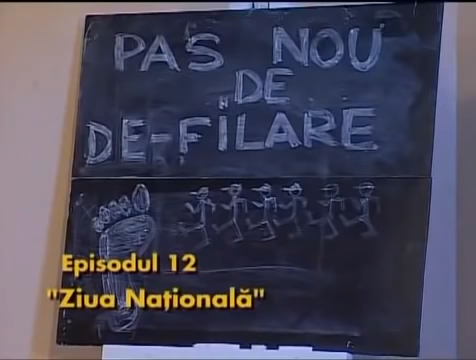 PAS NOU
DE
DE-FILARE
Episodul 12
"Ziua Națională"